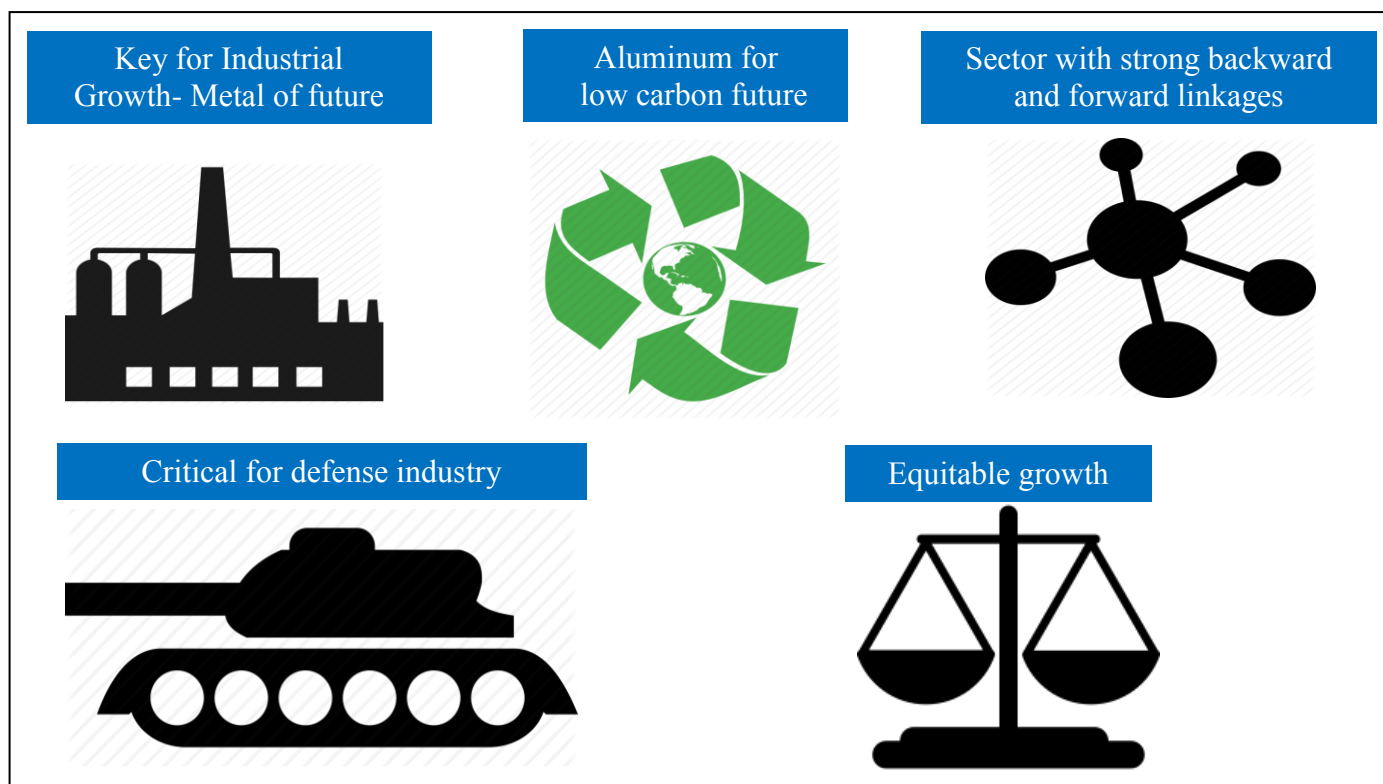 Key for Industrial
Growth- Metal of future
Aluminum for
low carbon future
Sector with strong backward
and forward linkages
Critical for defense industry
Equitable growth